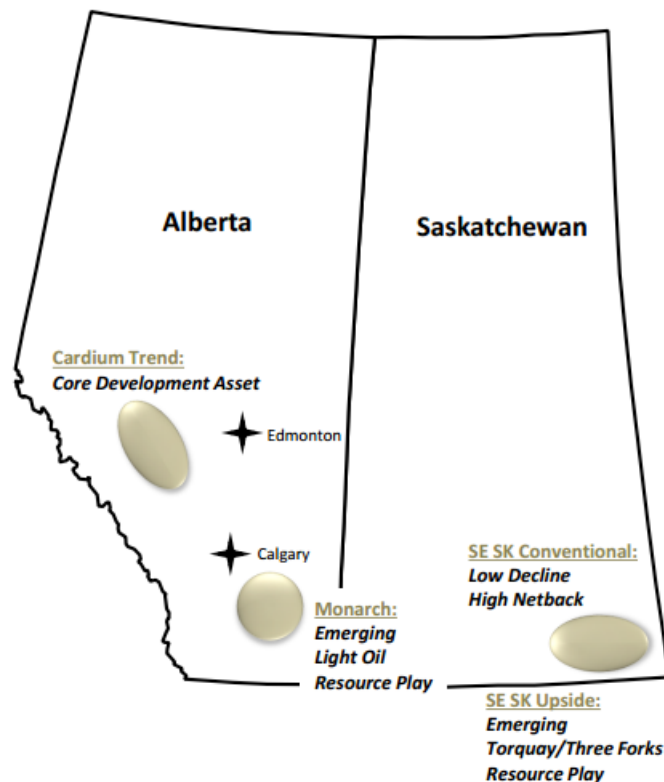 Alberta
Saskatchewan
Cardium Trend:
Core Development Asset
Edmonton
Calgary
Monarch:
Emerging
Light Oil
Resource Play
SE SK Conventional:
Low Decline
High Netback
SE SK Upside:
Emerging
Torquay/Three Forks
Resource Play